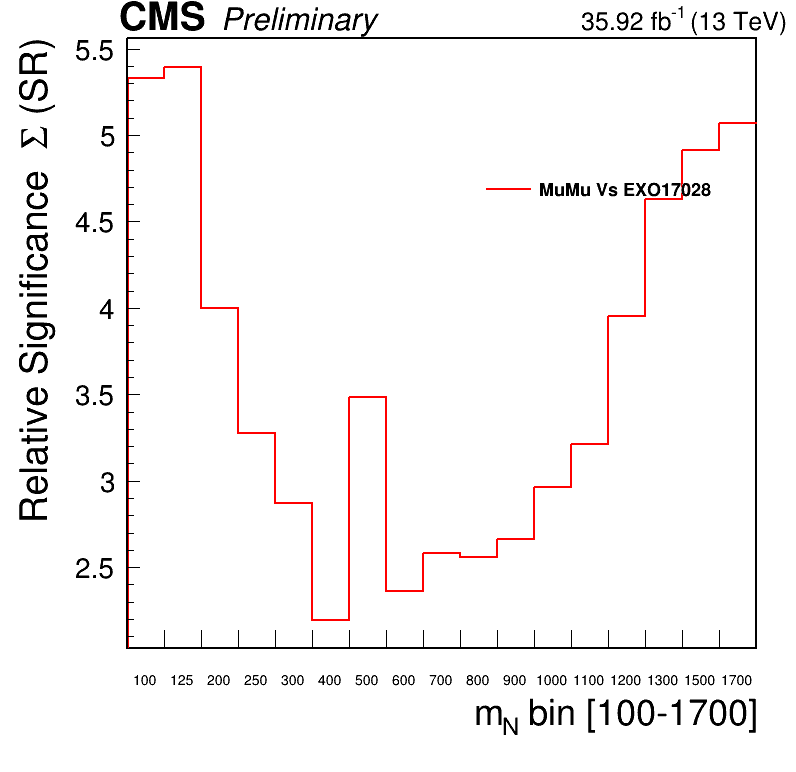 CMS Preliminary 35.92 fb⁻¹ (13 TeV)
Relative Significance Σ (SR)
5.5
5
4.5
4
3.5
3
2.5
MuMu Vs EXO17028
100 125 200 250 300 400 500 600 700 800 900 1000 1100 1200 1300 1500 1700
m_N bin [100-1700]